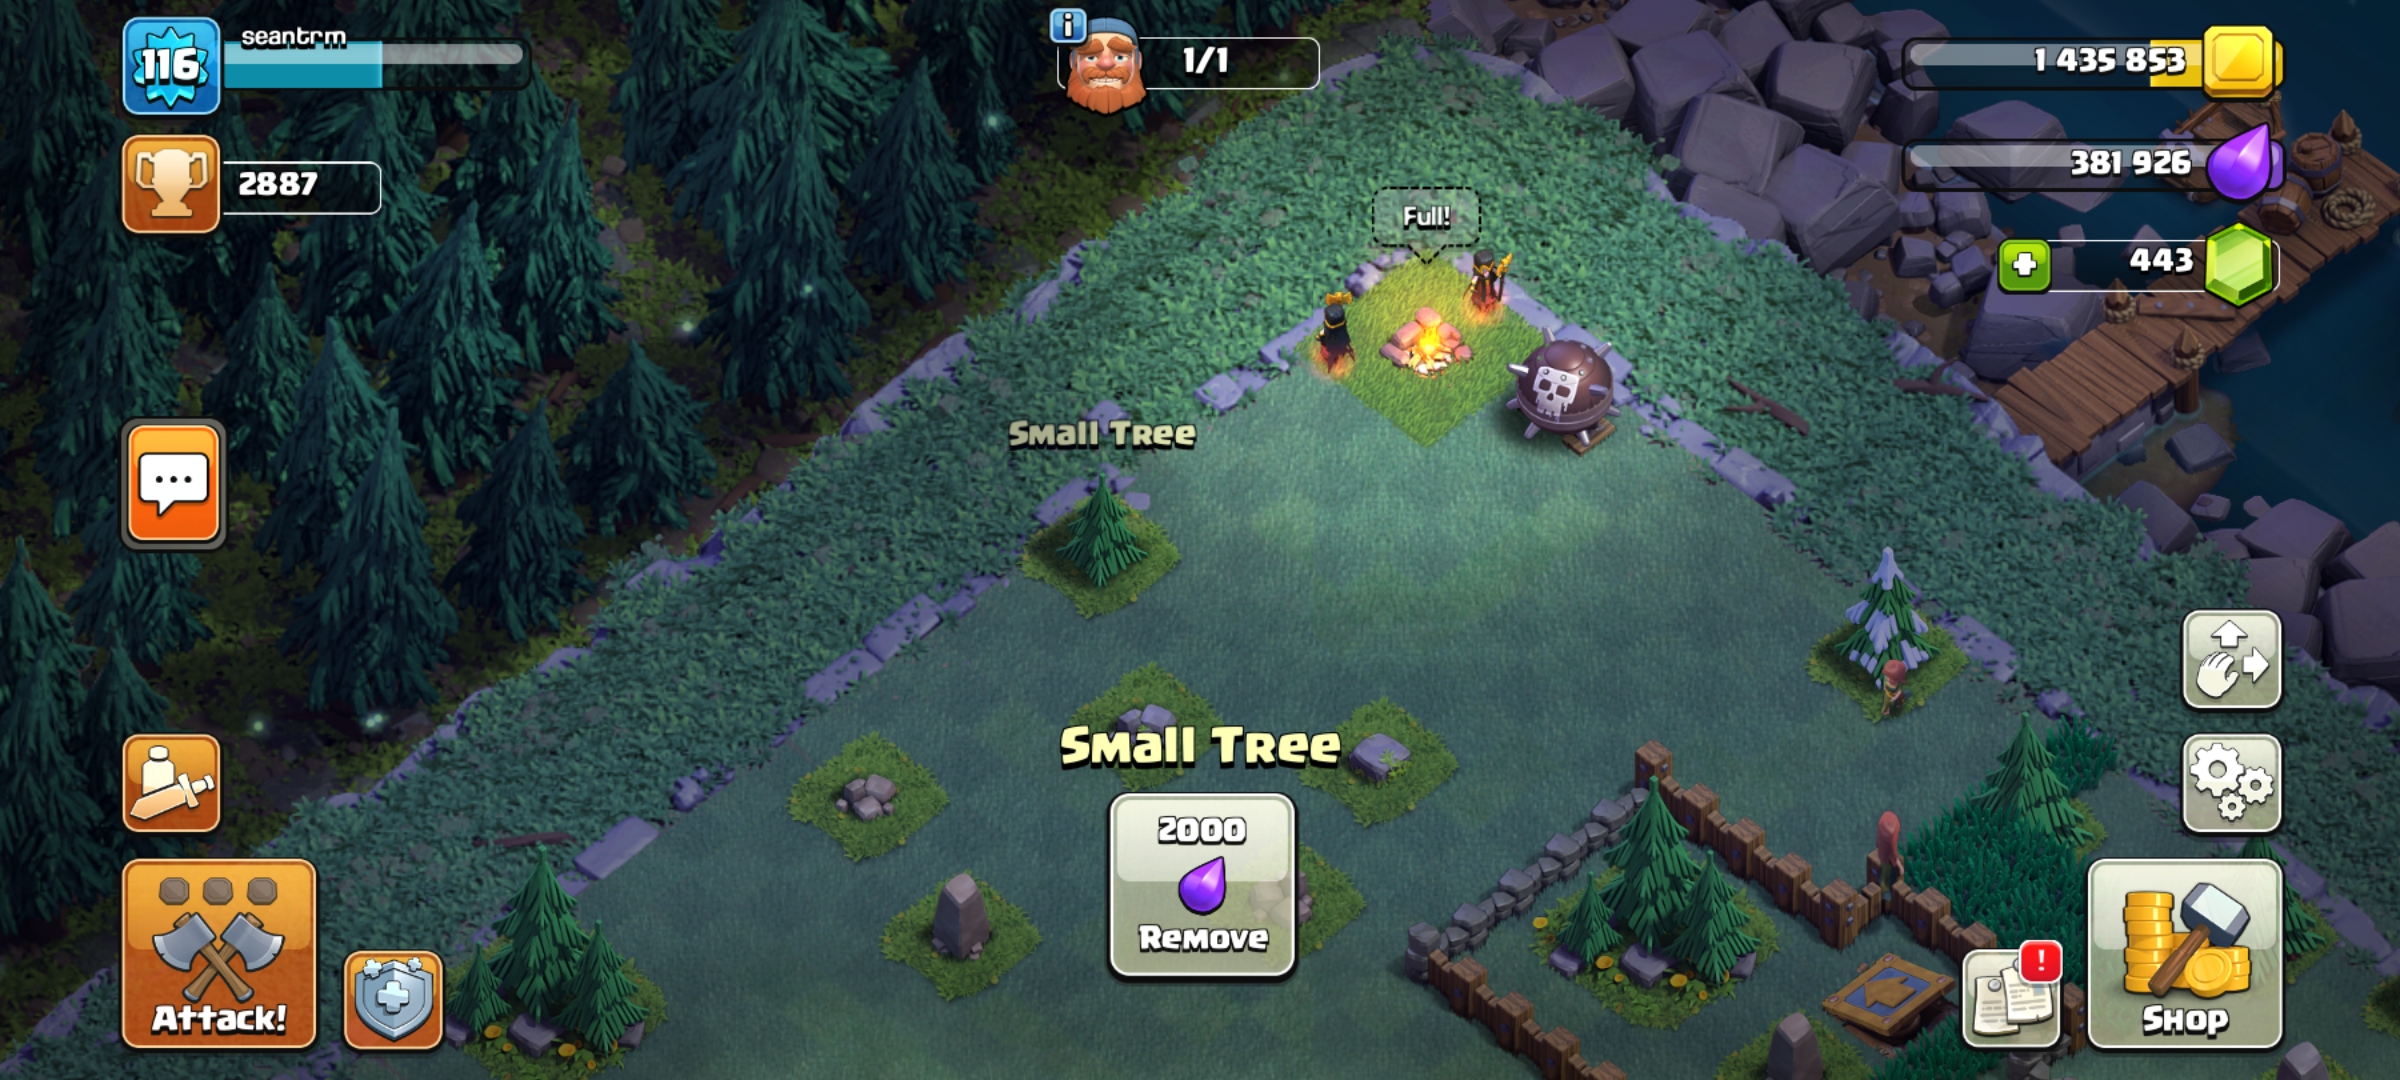 116
seantrm
1/1
1 435 853
2887
381 926
Full!
443
Small Tree
Small Tree
2000
Remove
Attack!
!
Shop